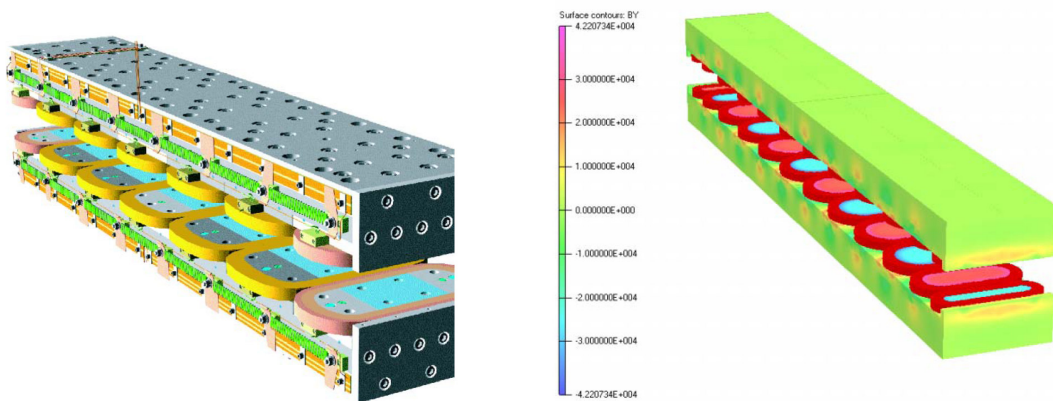 Surface contours: BY
4.220734E+004
3.000000E+004
2.000000E+004
1.000000E+004
0.000000E+000
-1.000000E+004
-2.000000E+004
-3.000000E+004
-4.220734E+004